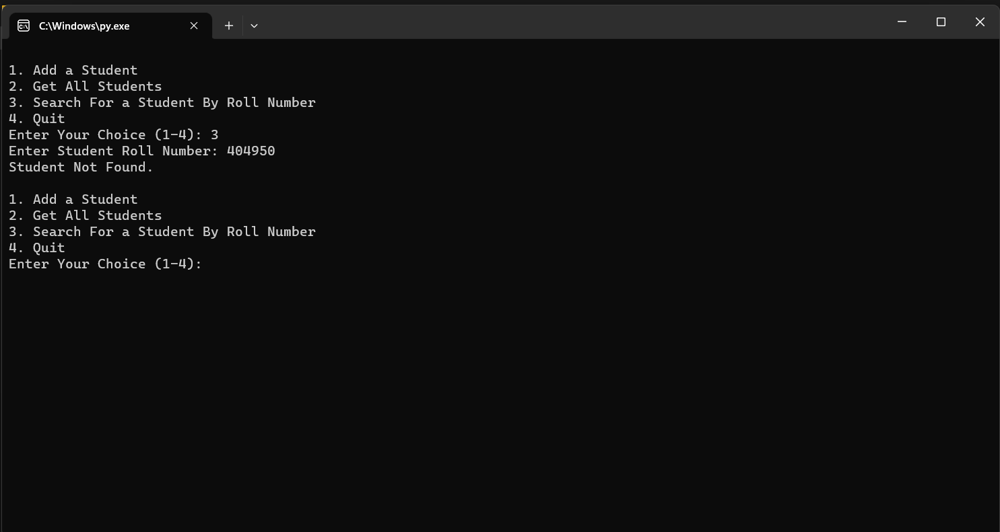 C:\Windows\py.exe
1. Add a Student
2. Get All Students
3. Search For a Student By Roll Number
4. Quit
Enter Your Choice (1-4): 3
Enter Student Roll Number: 404950
Student Not Found.
1. Add a Student
2. Get All Students
3. Search For a Student By Roll Number
4. Quit
Enter Your Choice (1-4):